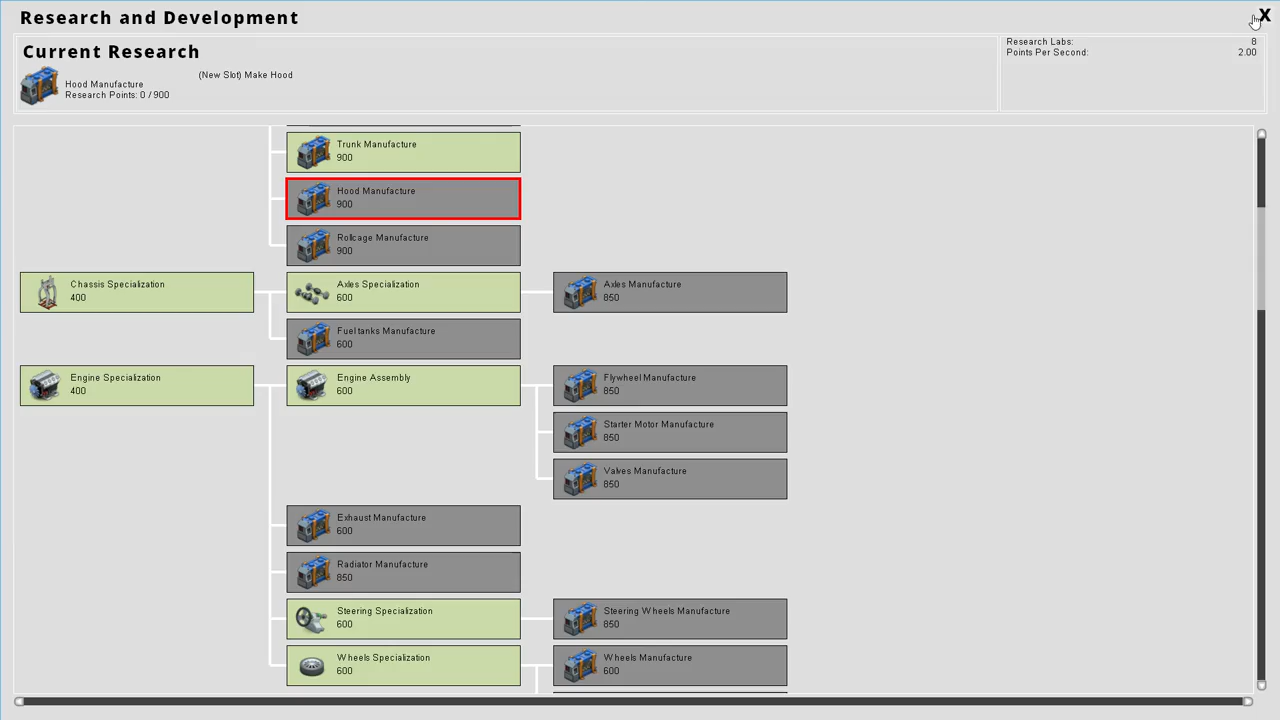 Research and Development
X
Current Research
(New Slot) Make Hood
Hood Manufacture
Research Points: 0 / 900
Research Labs: 8
Points Per Second: 2.00
Trunk Manufacture
900
Hood Manufacture
900
Rollcage Manufacture
900
Chassis Specialization
400
Axles Specialization
600
Axles Manufacture
850
Fuel tanks Manufacture
600
Engine Specialization
400
Engine Assembly
600
Flywheel Manufacture
850
Starter Motor Manufacture
850
Valves Manufacture
850
Exhaust Manufacture
600
Radiator Manufacture
850
Steering Specialization
600
Steering Wheels Manufacture
850
Wheels Specialization
600
Wheels Manufacture
600